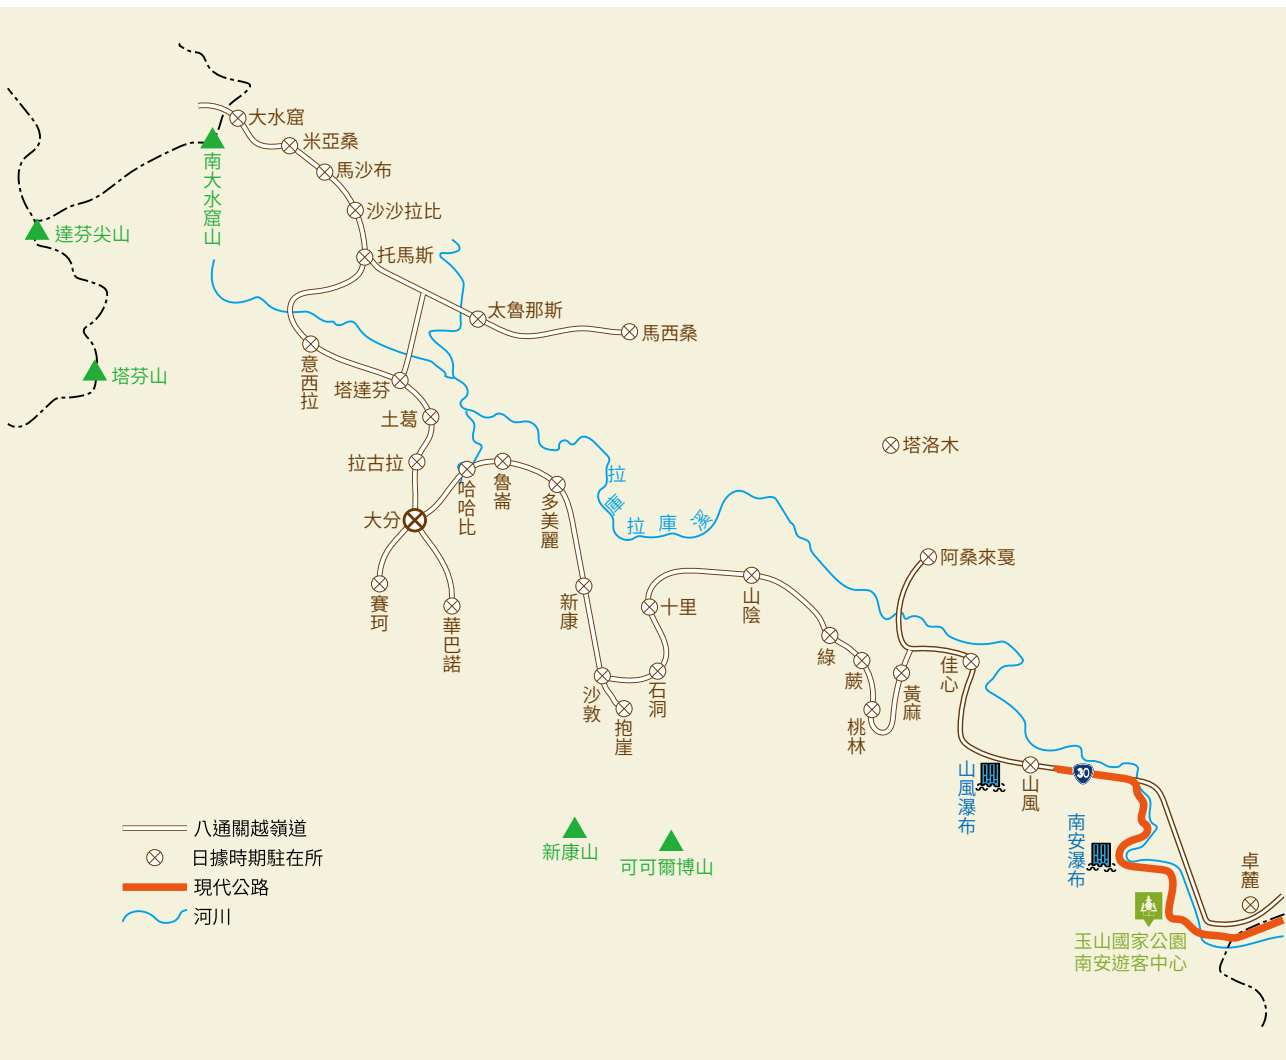 大水窟
米亞桑
馬沙布
南大水窟山
沙沙拉比
達芬尖山
托馬斯
太魯那斯
馬西桑
意西拉
塔芬山
塔達芬
土葛
拉古拉
塔洛木
哈哈比
魯崙
多美麗
拉庫拉庫溪
大分
阿桑來戛
賽珂
華巴諾
新康
十里
山陰
綠
蕨
佳心
沙敦
石洞
抱崖
桃林
黃麻
山風瀑布
山風
30
南安瀑布
卓麓
八通關越嶺道
日據時期駐在所
現代公路
河川
新康山
可可爾博山
玉山國家公園
南安遊客中心